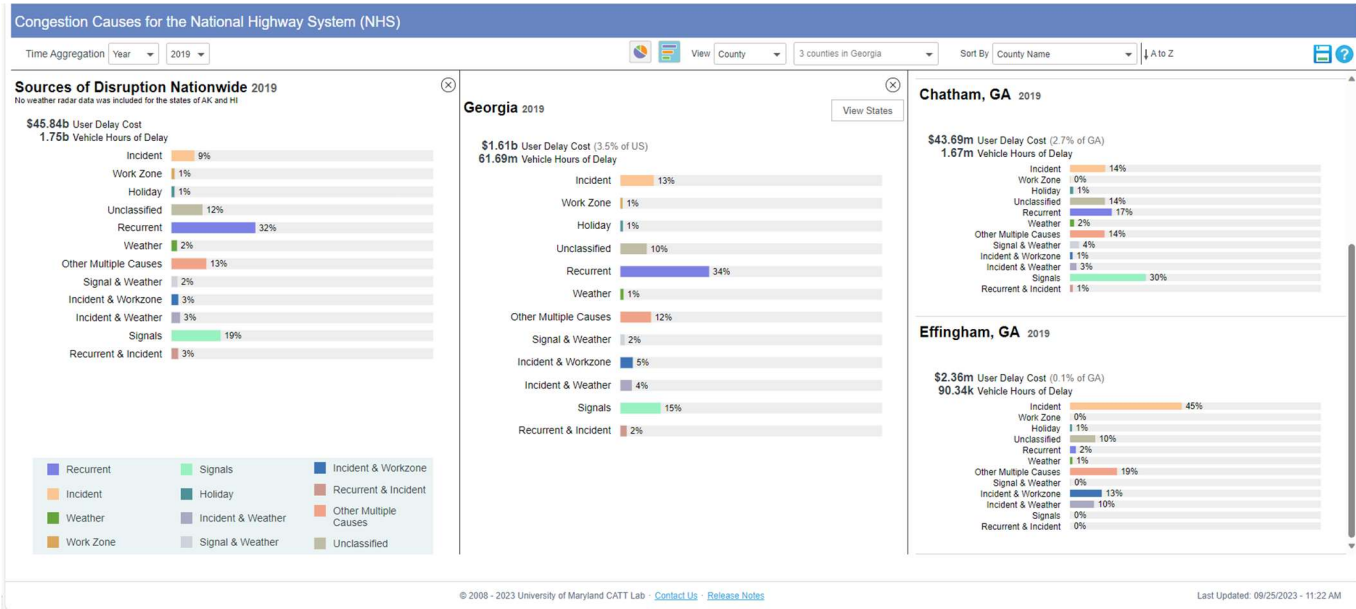 Congestion Causes for the National Highway System (NHS)
Time Aggregation Year 2019 View County 3 counties in Georgia Sort By County Name A to Z
Sources of Disruption Nationwide 2019
No weather radar data was included for the states of AK and HI
$45.84b User Delay Cost
1.75b Vehicle Hours of Delay
Incident 9%
Work Zone 1%
Holiday 1%
Unclassified 12%
Recurrent 32%
Weather 2%
Other Multiple Causes 13%
Signal & Weather 2%
Incident & Workzone 3%
Incident & Weather 3%
Signals 19%
Recurrent & Incident 3%
Recurrent
Incident
Weather
Work Zone
Signals
Holiday
Incident & Weather
Signal & Weather
Incident & Workzone
Recurrent & Incident
Other Multiple
Causes
Unclassified
Georgia 2019
View States
$1.61b User Delay Cost (3.5% of US)
61.69m Vehicle Hours of Delay
Incident 13%
Work Zone 1%
Holiday 1%
Unclassified 10%
Recurrent 34%
Weather 1%
Other Multiple Causes 12%
Signal & Weather 2%
Incident & Workzone 5%
Incident & Weather 4%
Signals 15%
Recurrent & Incident 2%
Chatham, GA 2019
$43.69m User Delay Cost (2.7% of GA)
1.67m Vehicle Hours of Delay
Incident 14%
Work Zone 0%
Holiday 1%
Unclassified 14%
Recurrent 17%
Weather 2%
Other Multiple Causes 14%
Signal & Weather 4%
Incident & Workzone 1%
Incident & Weather 3%
Signals 30%
Recurrent & Incident 1%
Effingham, GA 2019
$2.36m User Delay Cost (0.1% of GA)
90.34k Vehicle Hours of Delay
Incident 45%
Work Zone 0%
Holiday 1%
Unclassified 10%
Recurrent 2%
Weather 1%
Other Multiple Causes 19%
Signal & Weather 0%
Incident & Workzone 13%
Incident & Weather 10%
Signals 0%
Recurrent & Incident 0%
© 2008 - 2023 University of Maryland CATT Lab · Contact Us · Release Notes
Last Updated: 09/25/2023 - 11:22 AM